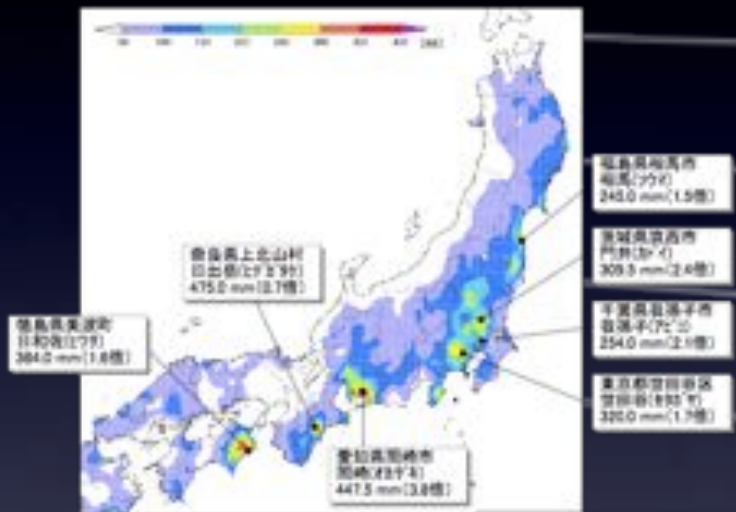 福島県相馬市
相馬(ソウマ)
245.0 mm(1.5倍)
奈良県上北山村
日出岳(ヒデガタケ)
475.0 mm(0.7倍)
茨城県筑西市
門井(カドイ)
309.5 mm(2.4倍)
徳島県美波町
日和佐(ヒワサ)
384.0 mm(1.6倍)
千葉県我孫子市
我孫子(アビコ)
254.0 mm(2.1倍)
東京都世田谷区
世田谷(セタガヤ)
320.0 mm(1.7倍)
愛知県岡崎市
岡崎(オカザキ)
447.5 mm(3.8倍)